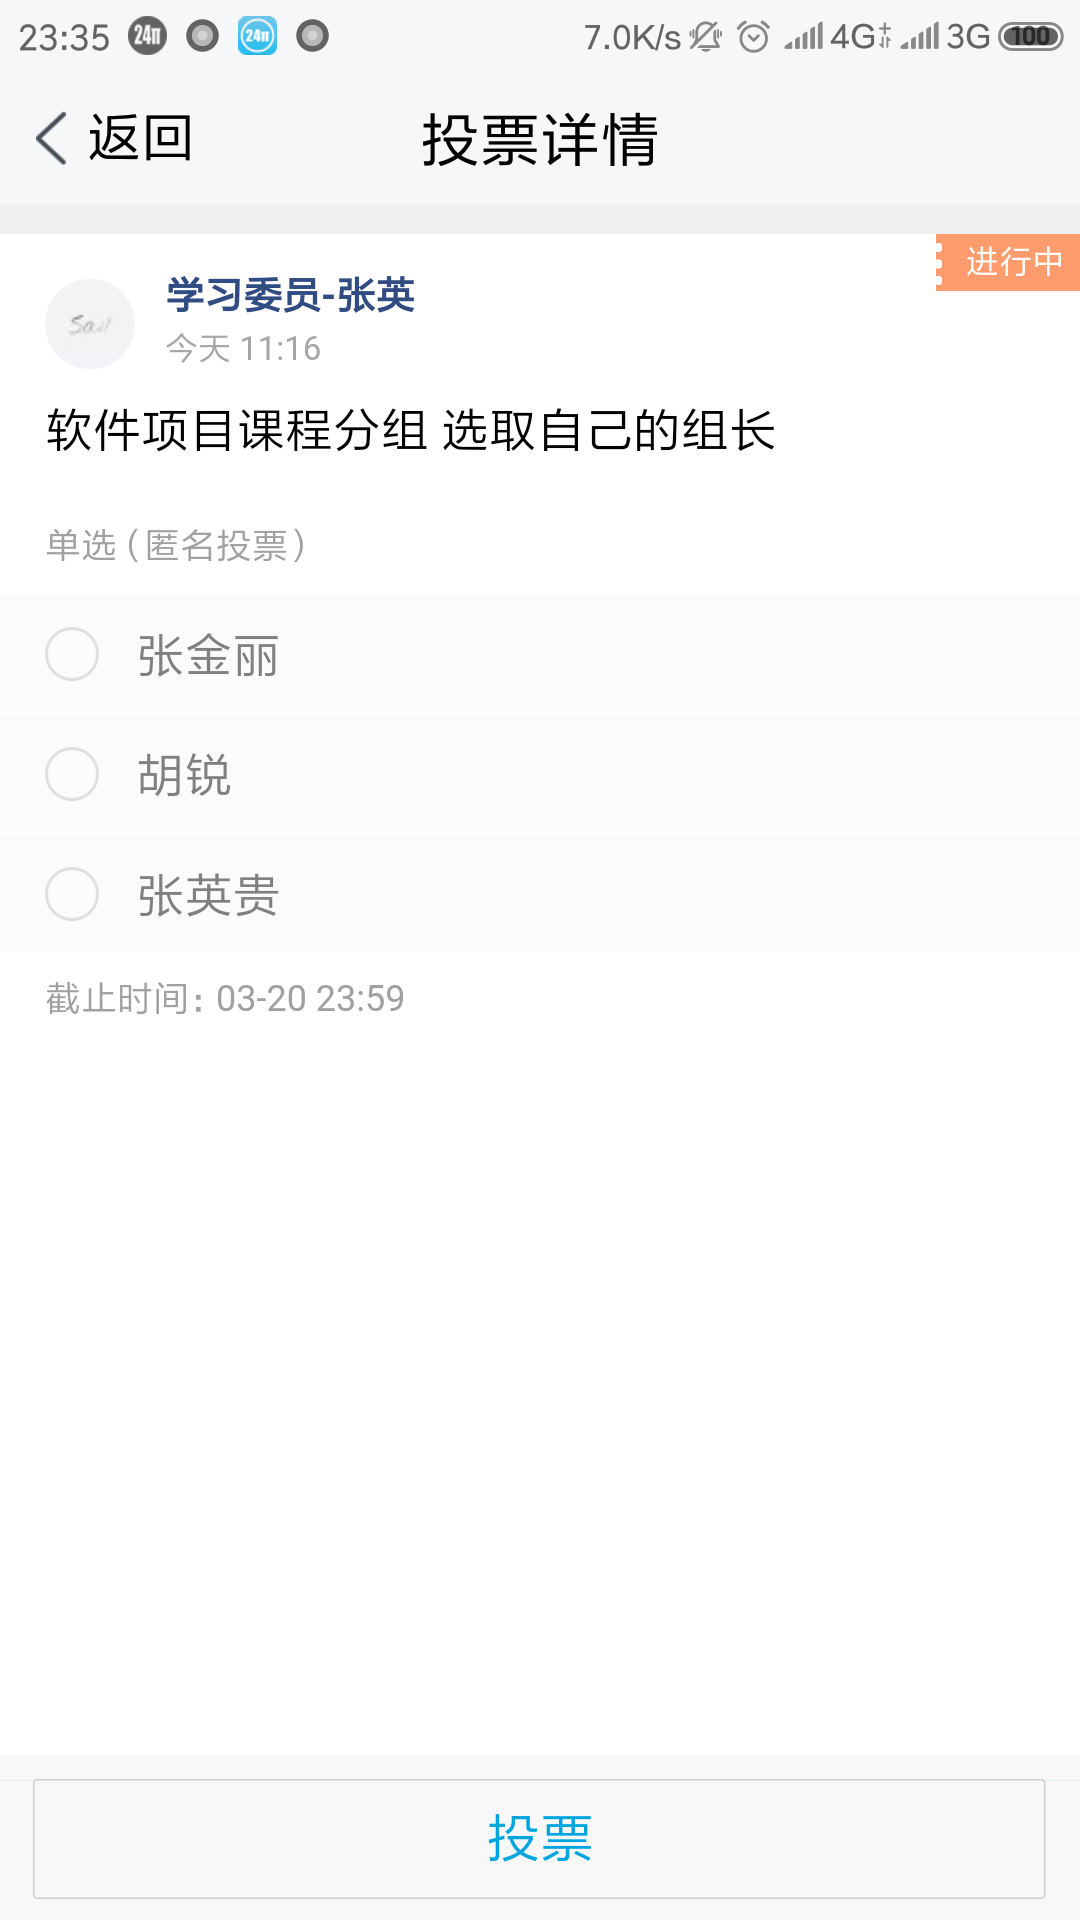 23:35 24π 24π 7.0K/s 4G 3G 100
返回 投票详情
进行中
学习委员-张英
今天 11:16
软件项目课程分组 选取自己的组长
单选（匿名投票）
张金丽
胡锐
张英贵
截止时间：03-20 23:59
投票